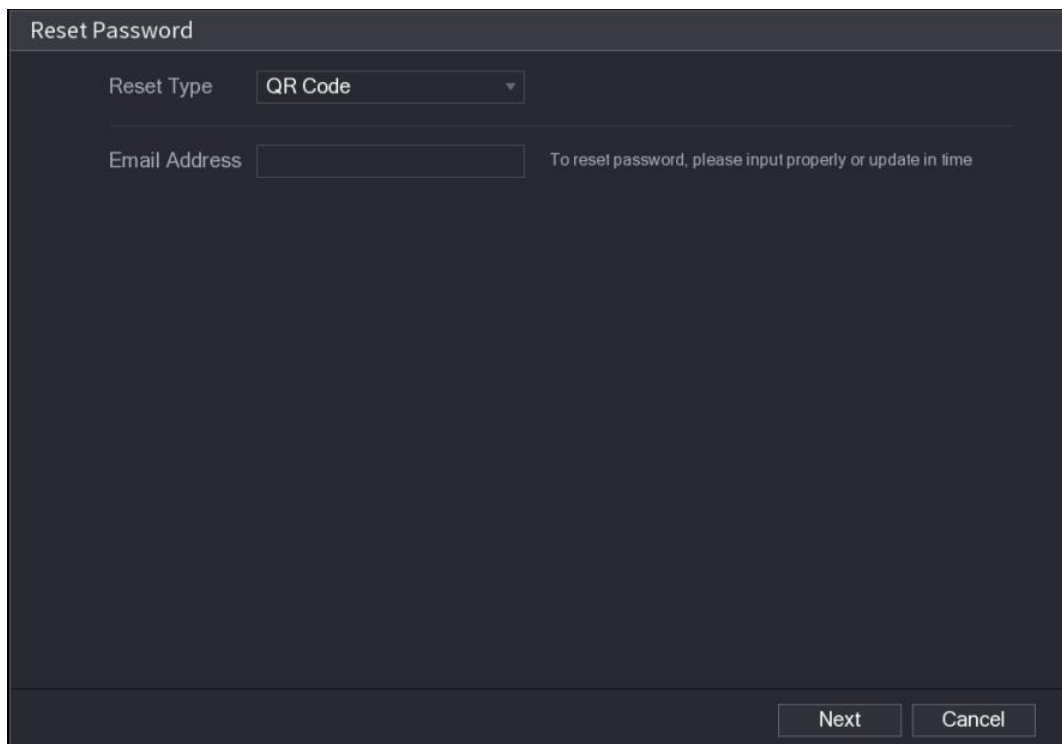 Reset Password
Reset Type QR Code
Email Address To reset password, please input properly or update in time
Next Cancel